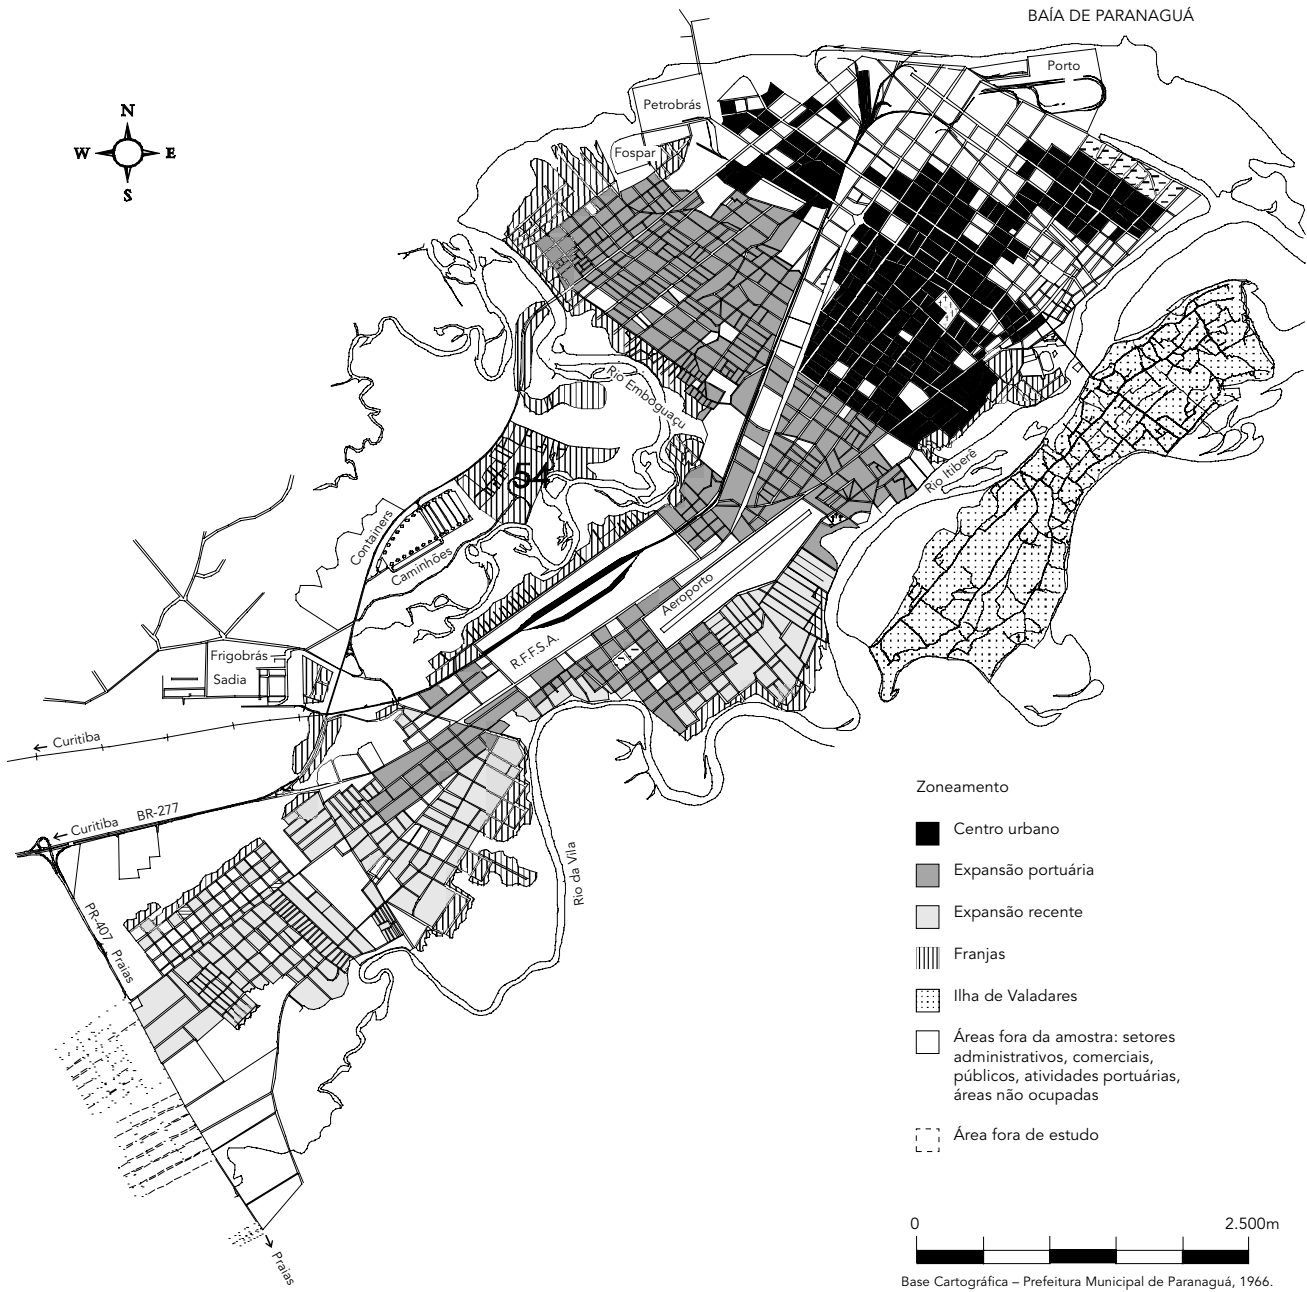 BAÍA DE PARANAGUÁ
Porto
Petrobrás
N
W E
S
Fospar
Rio Emboguaçu
Rio Itiberê
54
Containers
Caminhões
Aeroporto
R.F.F.S.A.
Frigobrás
Sadia
← Curitiba
← Curitiba BR-277
Rio da Vila
PR-407
Praias
Praias
Zoneamento
Centro urbano
Expansão portuária
Expansão recente
Franjas
Ilha de Valadares
Áreas fora da amostra: setores
administrativos, comerciais,
públicos, atividades portuárias,
áreas não ocupadas
Área fora de estudo
0 2.500m
Base Cartográfica – Prefeitura Municipal de Paranaguá, 1966.